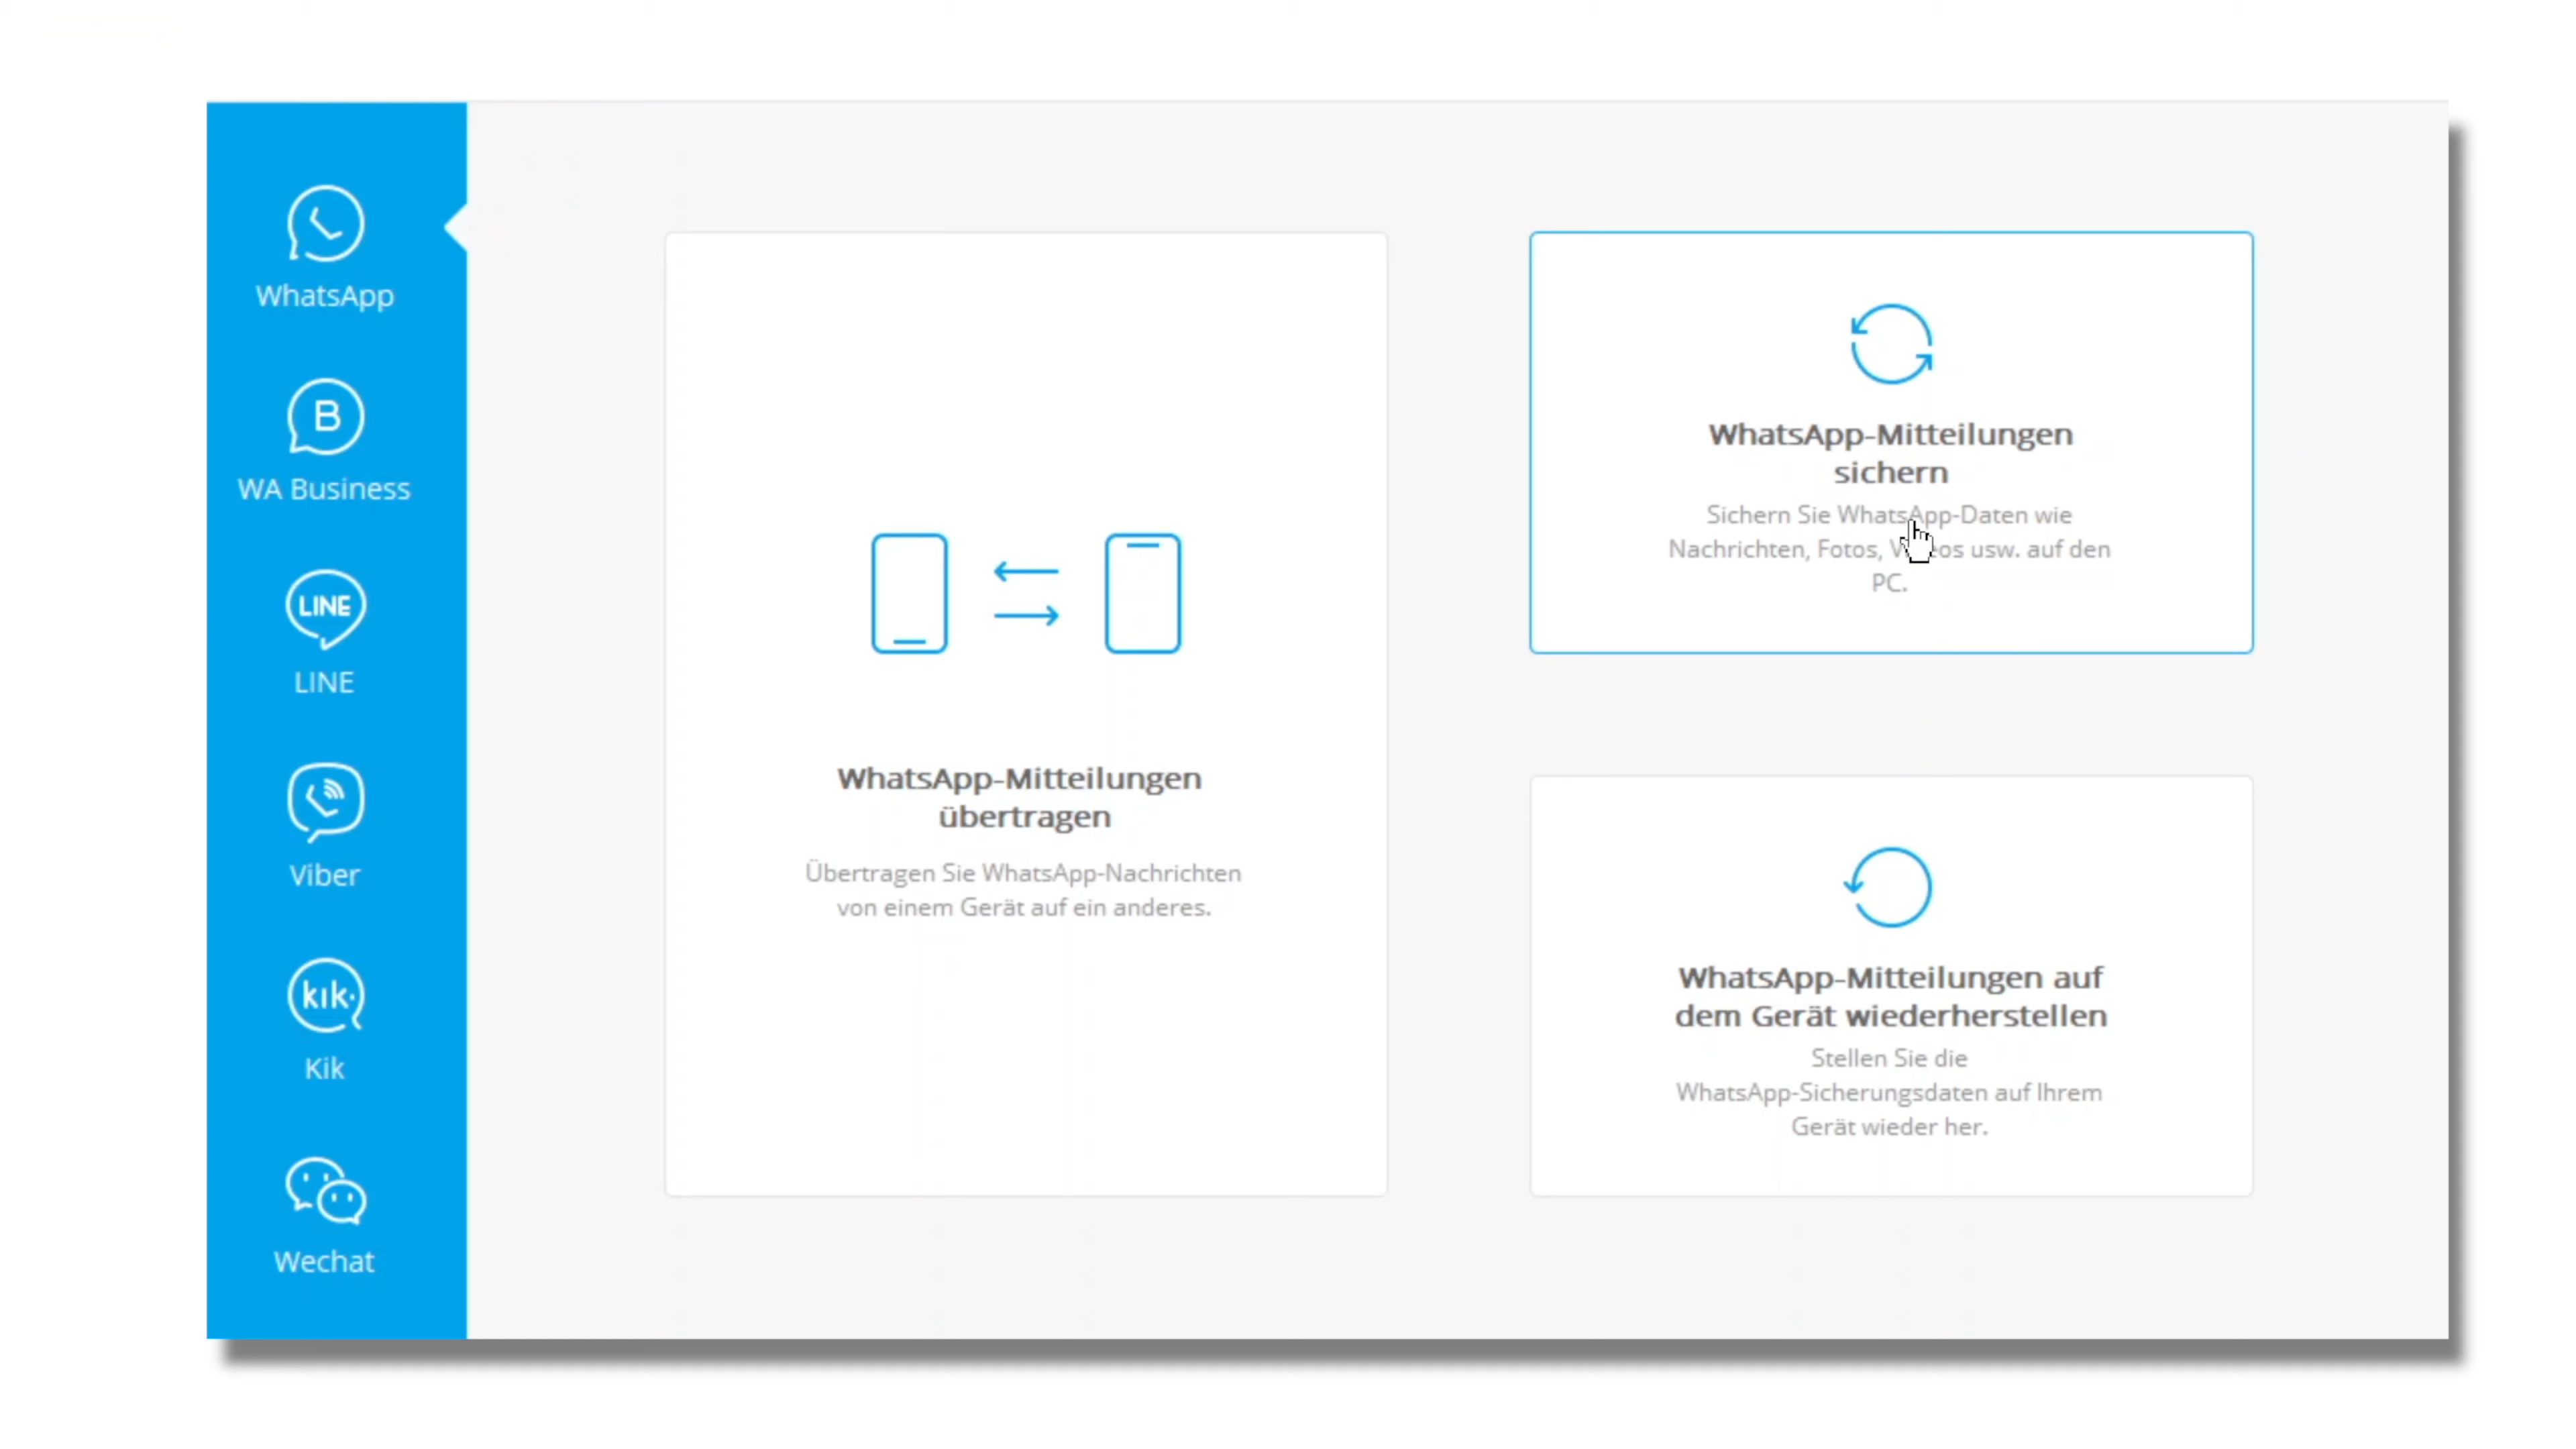 WhatsApp
B
WA Business
LINE
LINE
Viber
kik
Kik
Wechat
WhatsApp-Mitteilungen
übertragen
Übertragen Sie WhatsApp-Nachrichten
von einem Gerät auf ein anderes.
WhatsApp-Mitteilungen
sichern
Sichern Sie WhatsApp-Daten wie
Nachrichten, Fotos, usw. auf den
PC.
WhatsApp-Mitteilungen auf
dem Gerät wiederherstellen
Stellen Sie die
WhatsApp-Sicherungsdaten auf Ihrem
Gerät wieder her.